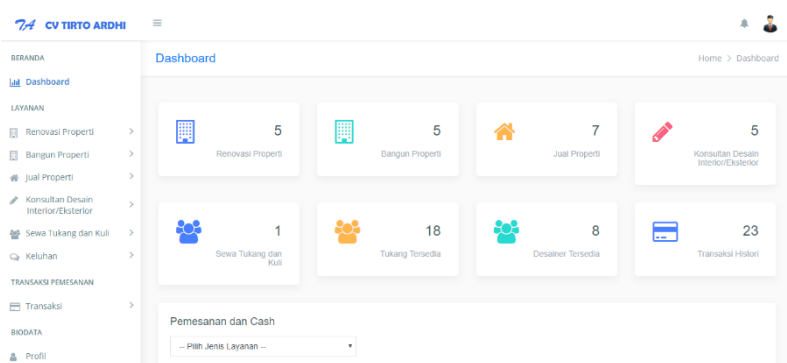 TA CV TIRTO ARDHI
BERANDA
Dashboard
LAYANAN
Renovasi Properti
Bangun Properti
Jual Properti
Konsultan Desain
Interior/Eksterior
Sewa Tukang dan Kuli
Keluhan
TRANSAKSI PEMESANAN
Transaksi
BIODATA
Profil
Dashboard
Home > Dashboard
5
Renovasi Properti
5
Bangun Properti
7
Jual Properti
5
Konsultan Desain
Interior/Eksterior
1
Sewa Tukang dan
Kuli
18
Tukang Tersedia
8
Desainer Tersedia
23
Transaksi Histori
Pemesanan dan Cash
-- Pilih Jenis Layanan --